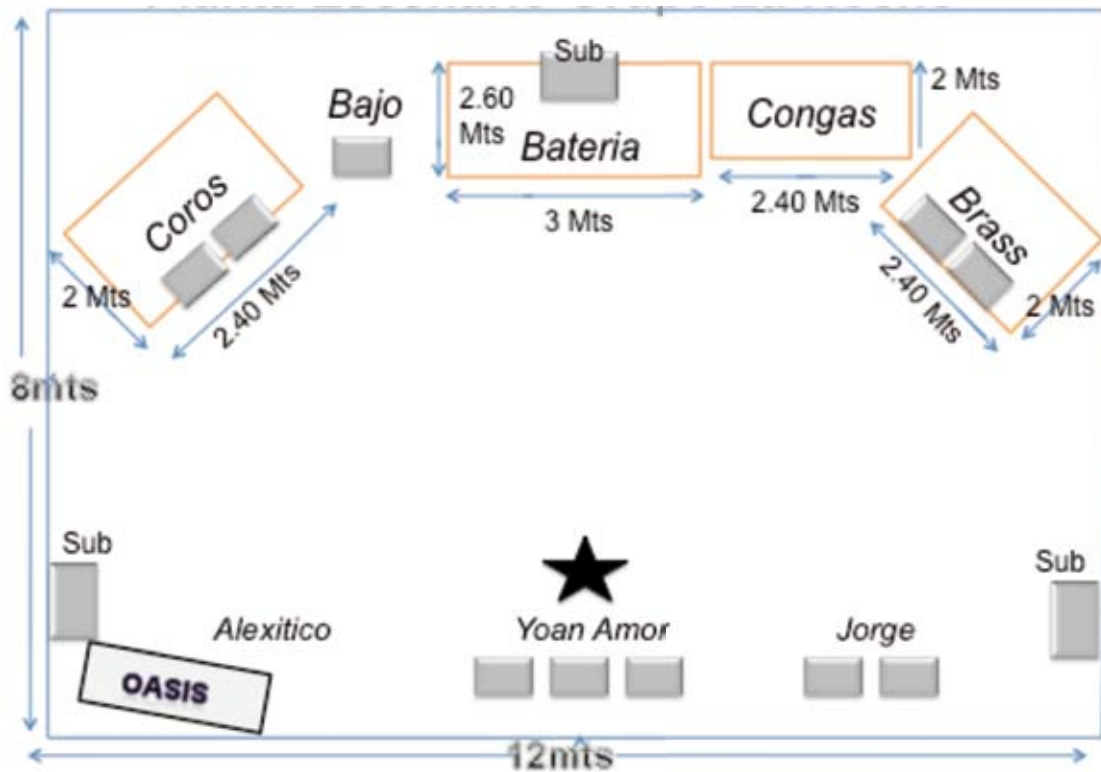 Sub
2 Mts
Bajo
2.60
Mts
Congas
Bateria
Coros
Brass
3 Mts
2.40 Mts
2 Mts
2.40 Mts
2.40 Mts
2 Mts
8mts
Sub
Sub
Alexitico
Yoan Amor
Jorge
OASIS
12mts